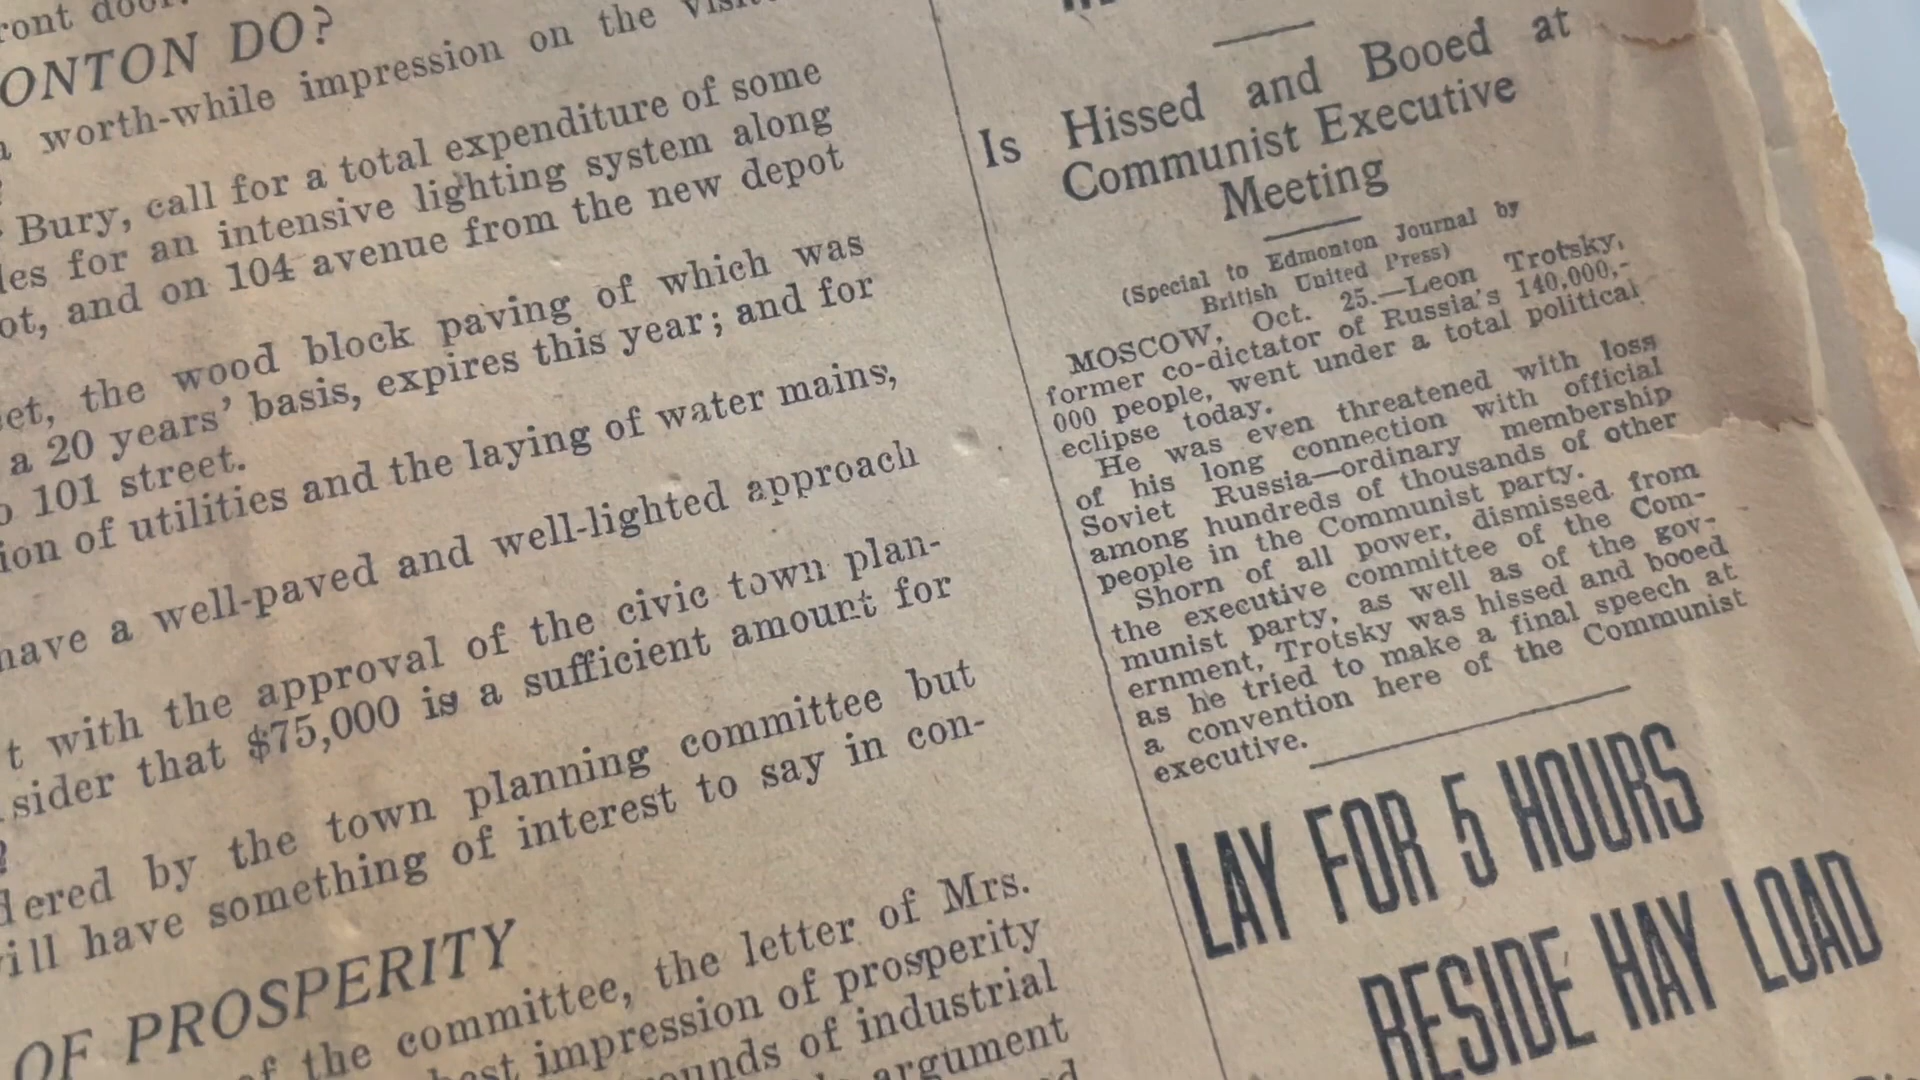 ront door.
ONTON DO?
worth-while impression on the
Bury, call for a total expenditure of some
les for an intensive lighting system along
ot, and on 104 avenue from the new depot
et, the wood block paving of which was
a 20 years' basis, expires this year; and for
101 street.
ion of utilities and the laying of water mains,
have a well-paved and well-lighted approach
t with the approval of the civic town plan-
sider that $75,000 is a sufficient amount for
?
dered by the town planning committee but
ill have something of interest to say in con-
OF PROSPERITY
of the committee, the letter of Mrs.
best impression of prosperity
ounds of industrial
argument
Is Hissed and Booed at
Communist Executive
Meeting
(Special to Edmonton Journal by
British United Press)
MOSCOW, Oct. 25.—Leon Trotsky,
former co-dictator of Russia's 140,000,-
000 people, went under a total political
eclipse today.
He was even threatened with loss
of his long connection with official
Soviet Russia—ordinary membership
among hundreds of thousands of other
people in the Communist party.
Shorn of all power, dismissed from
the executive committee of the Com-
munist party, as well as of the gov-
ernment, Trotsky was hissed and booed
as he tried to make a final speech at
a convention here of the Communist
executive.
LAY FOR 5 HOURS
BESIDE HAY LOAD